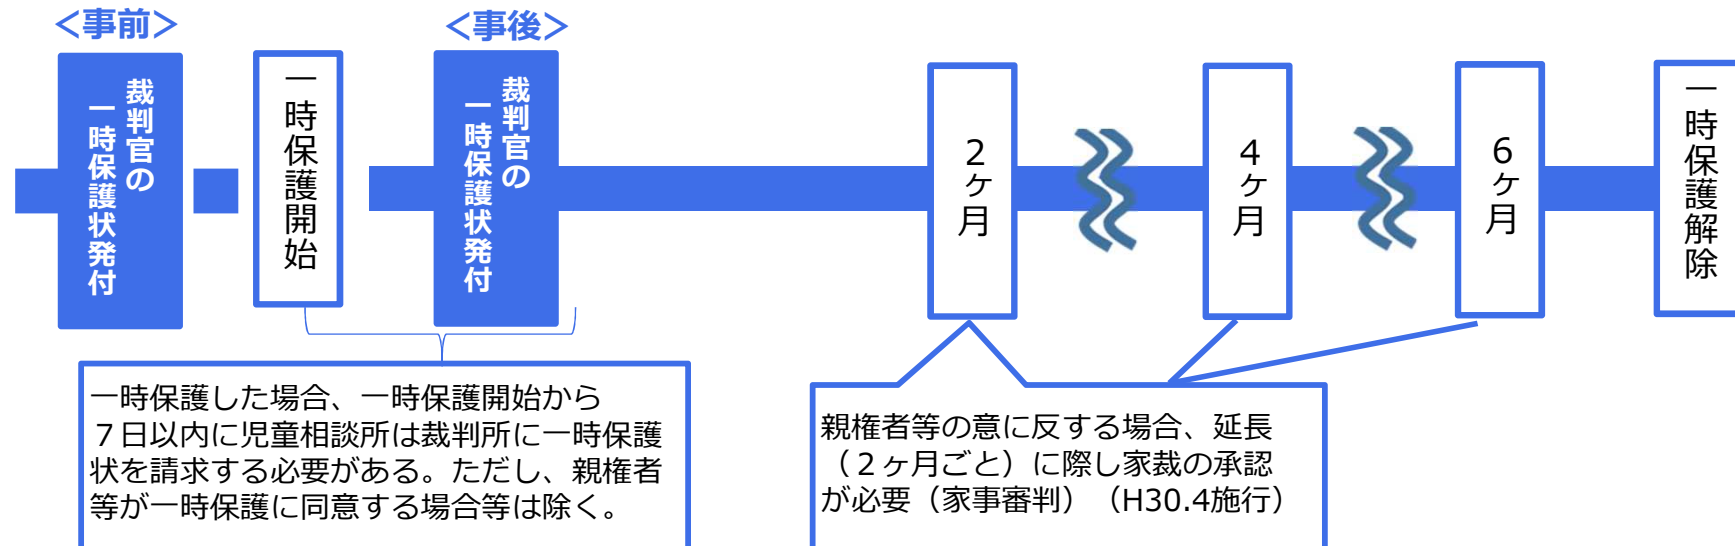 ＜事前＞
裁判官の
一時保護状発付
一時保護開始
＜事後＞
裁判官の
一時保護状発付
2ヶ月
4ヶ月
6ヶ月
一時保護解除
一時保護した場合、一時保護開始から
７日以内に児童相談所は裁判所に一時保護
状を請求する必要がある。ただし、親権者
等が一時保護に同意する場合等は除く。
親権者等の意に反する場合、延長
（２ヶ月ごと）に際し家裁の承認
が必要（家事審判）（H30.4施行）